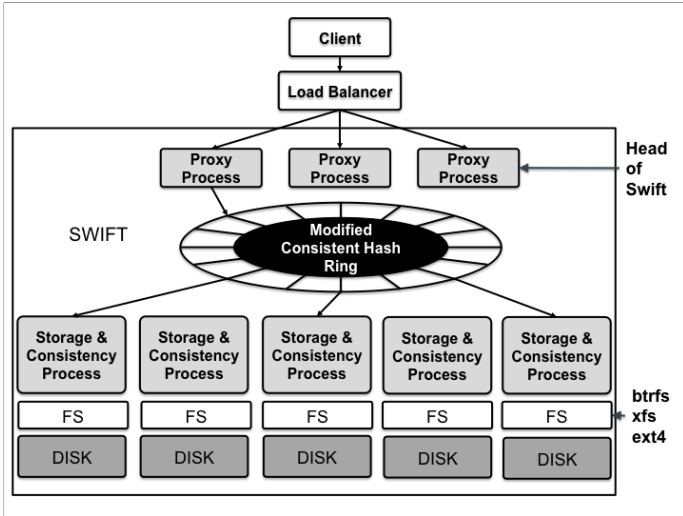 Client
Load Balancer
Proxy
Process
Proxy
Process
Proxy
Process
Head
of
Swift
SWIFT
Modified
Consistent Hash
Ring
Storage &
Consistency
Process
Storage &
Consistency
Process
Storage &
Consistency
Process
Storage &
Consistency
Process
Storage &
Consistency
Process
FS
FS
FS
FS
FS
btrfs
xfs
ext4
DISK
DISK
DISK
DISK
DISK